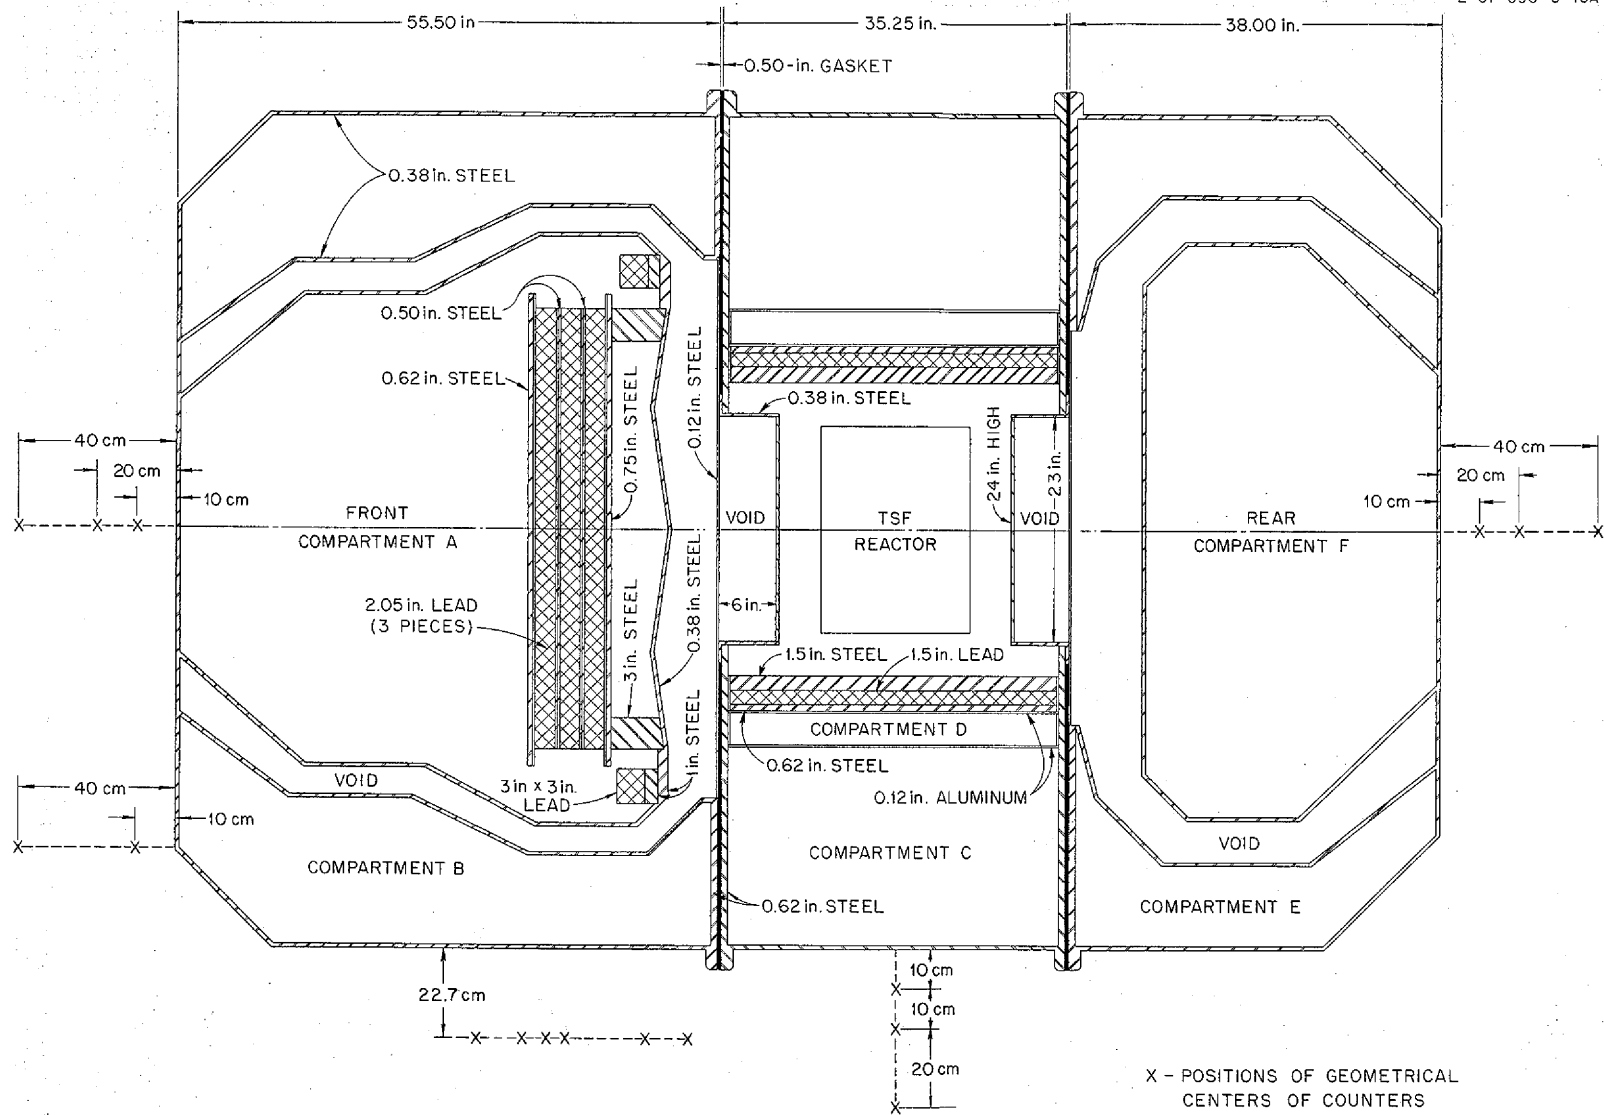 55.50 in
35.25 in.
38.00 in.
0.50-in. GASKET
0.38 in. STEEL
0.50 in. STEEL
0.62 in. STEEL
0.75 in. STEEL
0.12 in. STEEL
0.38 in. STEEL
24 in. HIGH
23 in.
40 cm
20 cm
10 cm
40 cm
20 cm
10 cm
FRONT
COMPARTMENT A
VOID
TSF
REACTOR
VOID
REAR
COMPARTMENT F
2.05 in. LEAD
(3 PIECES)
3 in. STEEL
0.38 in. STEEL
6 in.
1.5 in. STEEL
1.5 in. LEAD
1 in. STEEL
COMPARTMENT D
0.62 in. STEEL
0.12 in. ALUMINUM
VOID
3 in x 3 in.
LEAD
40 cm
10 cm
VOID
COMPARTMENT B
COMPARTMENT C
0.62 in. STEEL
COMPARTMENT E
22.7 cm
10 cm
10 cm
20 cm
X – POSITIONS OF GEOMETRICAL
CENTERS OF COUNTERS